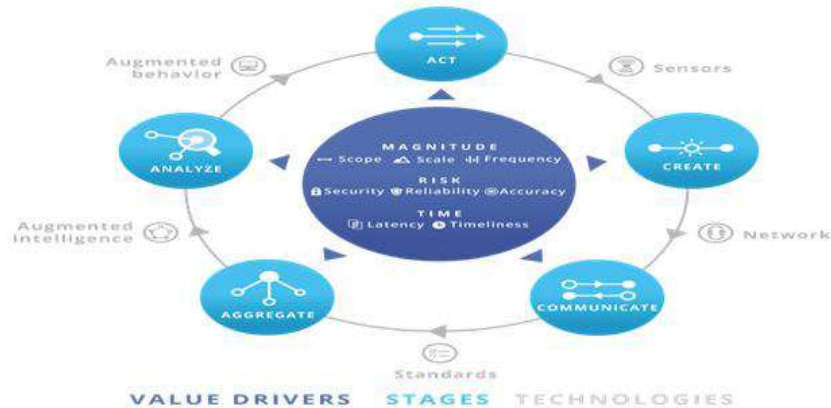 ACT
Augmented
behavior
Sensors
ANALYZE
MAGNITUDE
Scope Scale Frequency
RISK
Security Reliability Accuracy
TIME
Latency Timeliness
CREATE
Augmented
Intelligence
Network
AGGREGATE
COMMUNICATE
Standards
VALUE DRIVERS STAGES TECHNOLOGIES